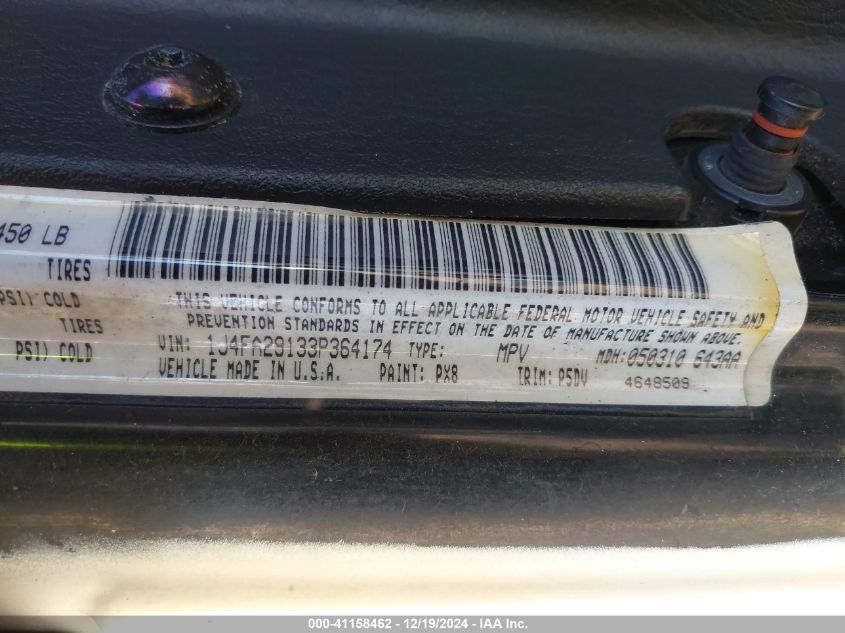 450 LB
TIRES
PSI) COLD
TIRES
PSI) COLD
THIS VEHICLE CONFORMS TO ALL APPLICABLE FEDERAL MOTOR VEHICLE SAFETY AND
PREVENTION STANDARDS IN EFFECT ON THE DATE OF MANUFACTURE SHOWN ABOVE.
VIN: 1J4FA29133P364174 TYPE: MPV MDH: 050310 643AA
VEHICLE MADE IN U.S.A. PAINT: PX8 TRIM: P5DV 4648509
000-41158462 - 12/19/2024 - IAA Inc.